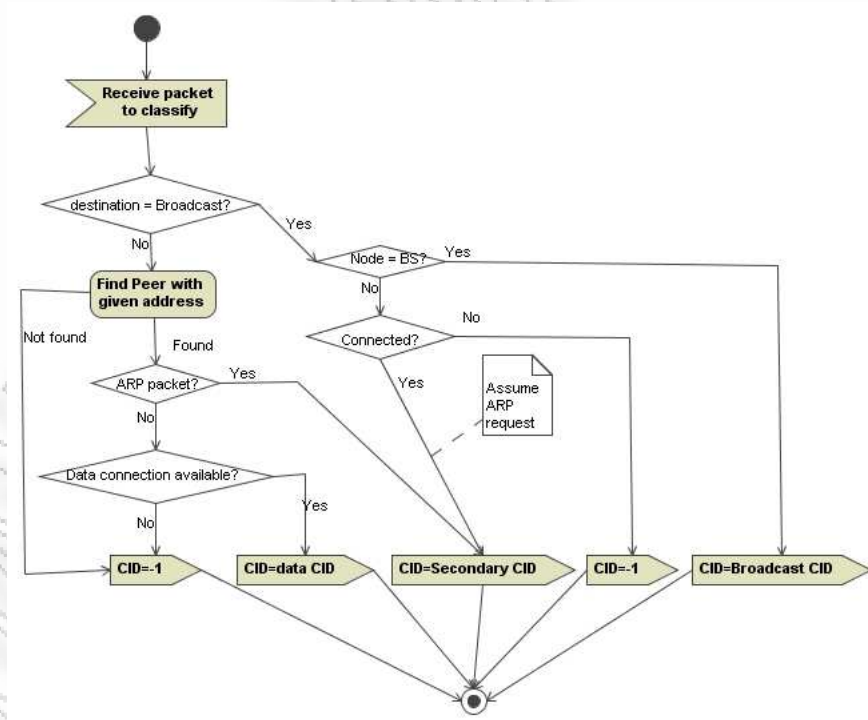 Receive packet
to classify
destination = Broadcast?
Yes
No
Node = BS?
Yes
No
Find Peer with
given address
Not found
Found
Connected?
No
Yes
Assume
ARP
request
ARP packet?
Yes
No
Data connection available?
Yes
No
CID=-1
CID=data CID
CID=Secondary CID
CID=-1
CID=Broadcast CID